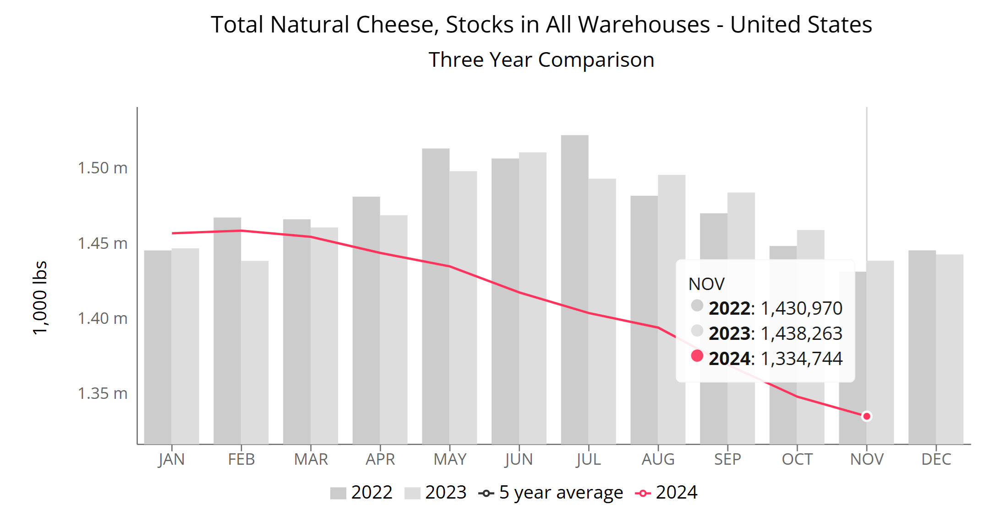 Total Natural Cheese, Stocks in All Warehouses - United States
Three Year Comparison
1,000 lbs
1.50 m
1.45 m
1.40 m
1.35 m
NOV
2022: 1,430,970
2023: 1,438,263
2024: 1,334,744
JAN FEB MAR APR MAY JUN JUL AUG SEP OCT NOV DEC
2022 2023 5 year average 2024